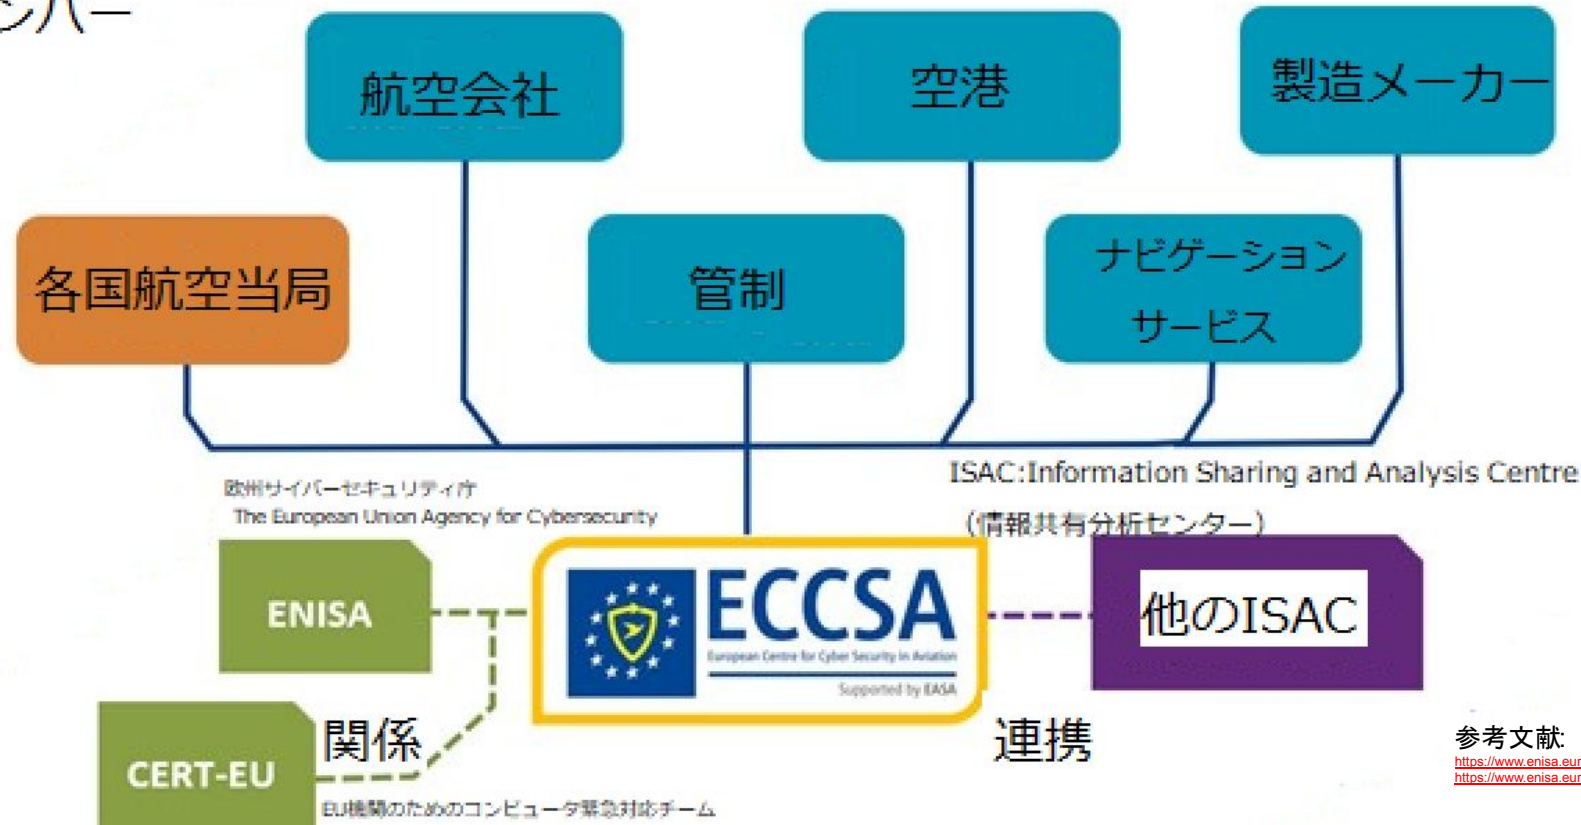 ンバー
航空会社
空港
製造メーカー
各国航空当局
管制
ナビゲーション
サービス
欧州サイバーセキュリティ庁
The European Union Agency for Cybersecurity
ISAC:Information Sharing and Analysis Centre
(情報共有分析センター)
ENISA
ECCSA
European Centre for Cyber Security in Aviation
Supported by EASA
他のISAC
関係
連携
CERT-EU
EU機関のためのコンピュータ緊急対応チーム
参考文献:
https://www.enisa.eur
https://www.enisa.eur